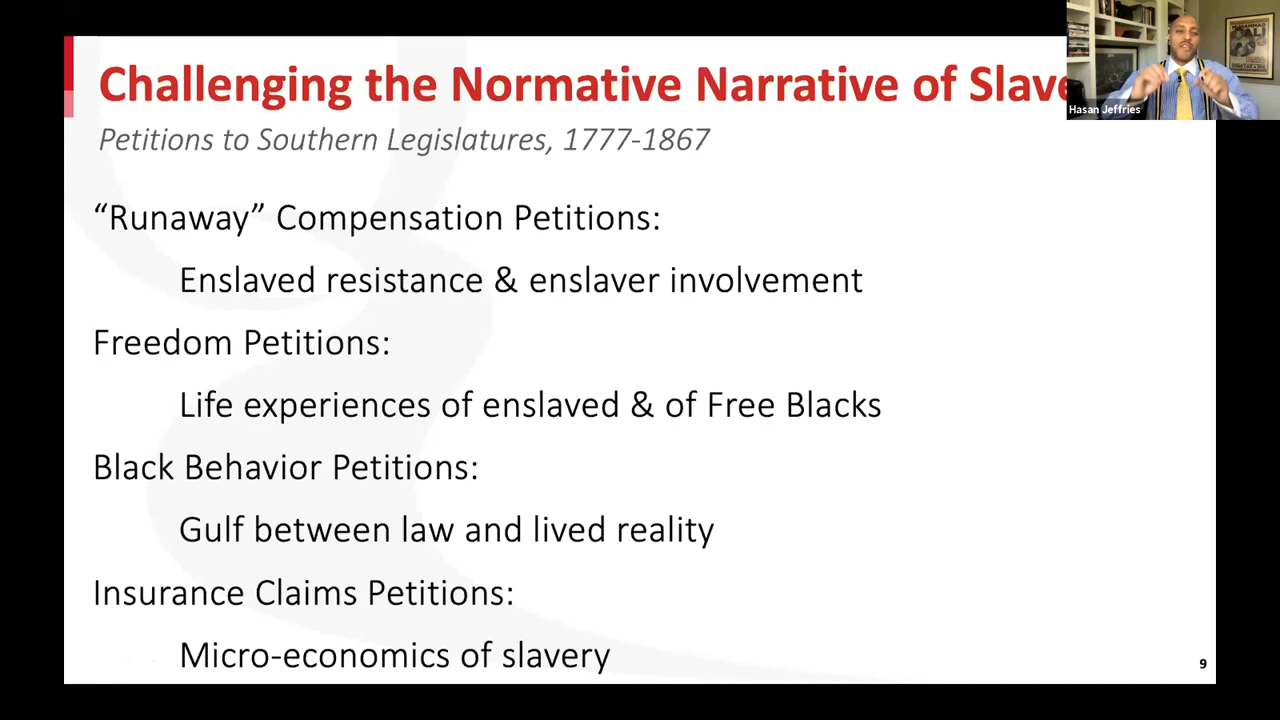 Challenging the Normative Narrative of Slave
Petitions to Southern Legislatures, 1777-1867
“Runaway” Compensation Petitions:
Enslaved resistance & enslaver involvement
Freedom Petitions:
Life experiences of enslaved & of Free Blacks
Black Behavior Petitions:
Gulf between law and lived reality
Insurance Claims Petitions:
Micro-economics of slavery
9
Hasan Jeffries
MUHAMMAD
ALI